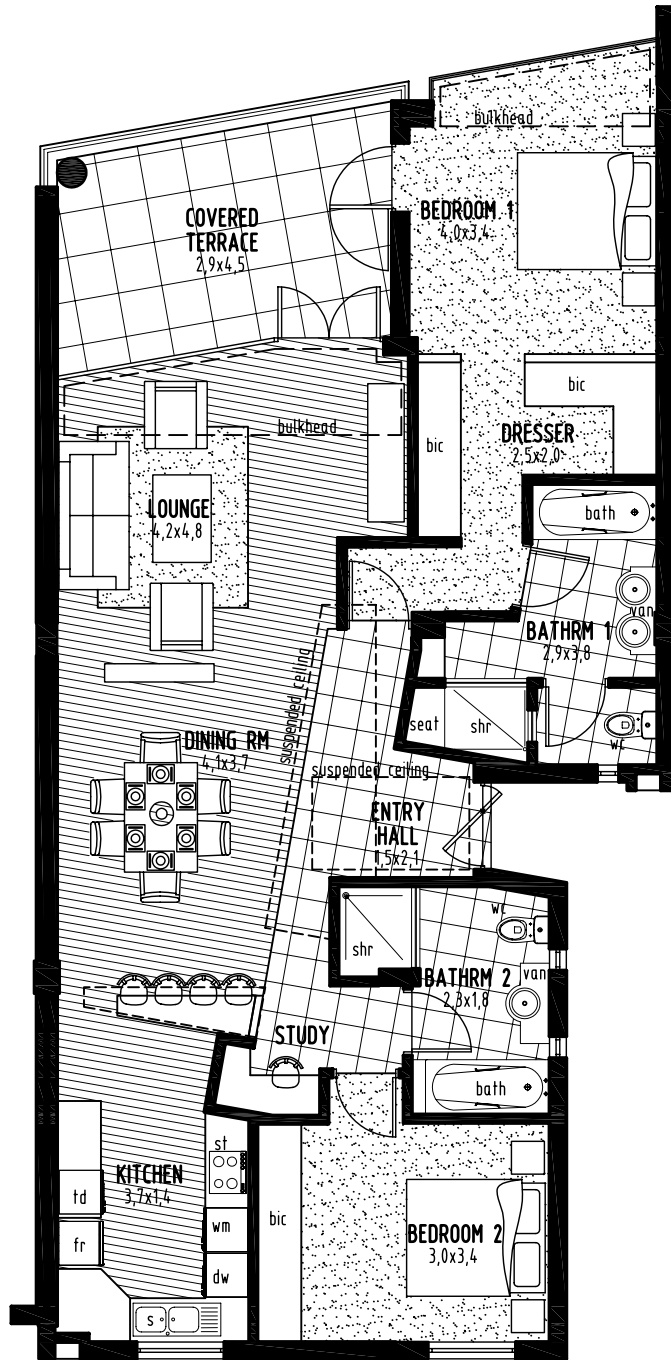 bulkhead
COVERED
TERRACE
2,9x4,5
BEDROOM 1
4,0x3,4
bic
bulkhead
bic
DRESSER
2,5x2,0
LOUNGE
4,2x4,8
bath
van
BATHRM 1
2,9x3,8
suspended ceiling
seat
shr
wc
DINING RM
4,1x3,7
suspended ceiling
ENTRY
HALL
1,5x2,1
wc
shr
BATHRM 2
2,3x1,8
van
STUDY
bath
st
KITCHEN
3,7x1,4
td
wm
bic
fr
BEDROOM 2
3,0x3,4
dw
s